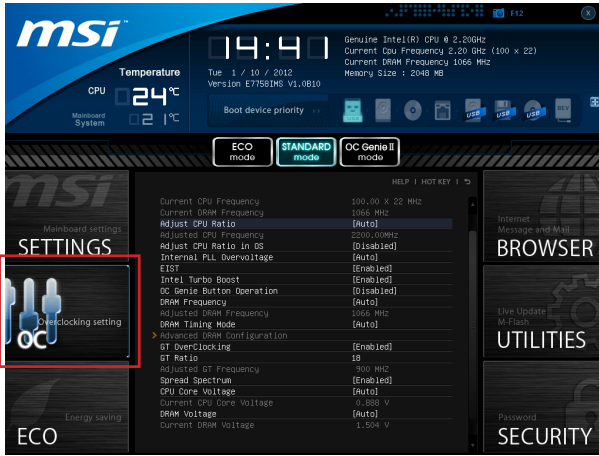 msi
F12
X
14:41
Temperature
CPU 24°C
Mainboard
System 21°C
Tue 1 / 10 / 2012
Version E7758IMS V1.0B10
Genuine Intel(R) CPU @ 2.20GHz
Current Cpu Frequency 2.20 GHz (100 x 22)
Current DRAM Frequency 1066 MHz
Memory Size : 2048 MB
Boot device priority
USB
USB
USB
DEV
ECO
mode
STANDARD
mode
OC Genie II
mode
HELP | HOT KEY |
msi
Mainboard settings
SETTINGS
Overclocking setting
OC
Energy saving
ECO
Current CPU Frequency 100.00 X 22 MHz
Current DRAM Frequency 1066 MHz
Adjust CPU Ratio [Auto]
Adjusted CPU Frequency 2200.00MHz
Adjust CPU Ratio in OS [Disabled]
Internal PLL Overvoltage [Auto]
EIST [Enabled]
Intel Turbo Boost [Enabled]
OC Genie Button Operation [Disabled]
DRAM Frequency [Auto]
Adjusted DRAM Frequency 1066 MHz
DRAM Timing Mode [Auto]
> Advanced DRAM Configuration
GT OverClocking [Enabled]
GT Ratio 18
Adjusted GT Frequency 900 MHz
Spread Spectrum [Enabled]
CPU Core Voltage [Auto]
Current CPU Core Voltage 0.888 V
DRAM Voltage [Auto]
Current DRAM Voltage 1.504 V
Internet
Message and Mail
BROWSER
Live Update
M-Flash
UTILITIES
Password
SECURITY